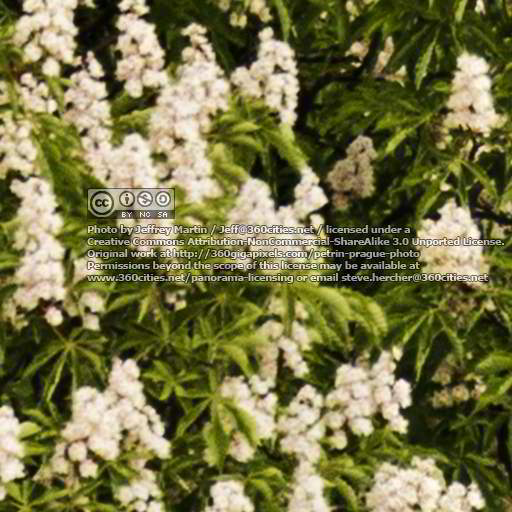 cc BY NC SA
Photo by Jeffrey Martin / Jeff@360cities.net / licensed under a
Creative Commons Attribution-NonCommercial-ShareAlike 3.0 Unported License.
Original work at:http://360gigapixels.com/petrin-prague-photo
Permissions beyond the scope of this license may be available at
www.360cities.net/panorama-licensing or email steve.hercher@360cities.net